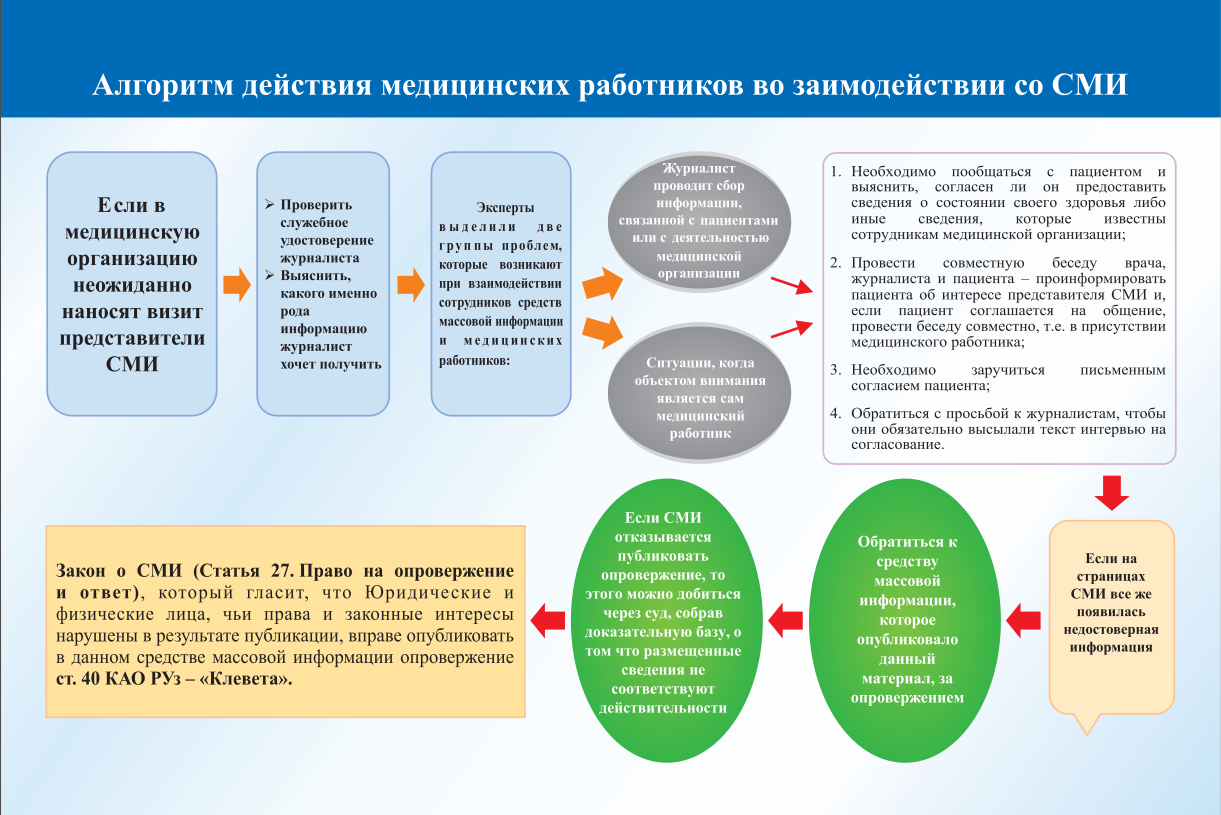 Алгоритм действия медицинских работников во заимодействии со СМИ
Если в
медицинскую
организацию
неожиданно
наносят визит
представители
СМИ
➢ Проверить
служебное
удостоверение
журналиста
➢ Выяснить,
какого именно
рода
информацию
журналист
хочет получить
Эксперты
выделили две
группы проблем,
которые возникают
при взаимодействии
сотрудников средств
массовой информации
и медицинских
работников:
Журналист
проводит сбор
информации,
связанной с пациентами
или с деятельностью
медицинской
организации
Ситуации, когда
объектом внимания
является сам
медицинский
работник
1. Необходимо пообщаться с пациентом и
выяснить, согласен ли он предоставить
сведения о состоянии своего здоровья либо
иные сведения, которые известны
сотрудникам медицинской организации;
2. Провести совместную беседу врача,
журналиста и пациента – проинформировать
пациента об интересе представителя СМИ и,
если пациент соглашается на общение,
провести беседу совместно, т.е. в присутствии
медицинского работника;
3. Необходимо заручиться письменным
согласием пациента;
4. Обратиться с просьбой к журналистам, чтобы
они обязательно высылали текст интервью на
согласование.
Если на
страницах
СМИ все же
появилась
недостоверная
информация
Обратиться к
средству
массовой
информации,
которое
опубликовало
данный
материал, за
опровержением
Если СМИ
отказывается
публиковать
опровержение, то
этого можно добиться
через суд, собрав
доказательную базу, о
том что размещенные
сведения не
соответствуют
действительности
Закон о СМИ (Статья 27. Право на опровержение
и ответ), который гласит, что Юридические и
физические лица, чьи права и законные интересы
нарушены в результате публикации, вправе опубликовать
в данном средстве массовой информации опровержение
ст. 40 КАО РУз – «Клевета».